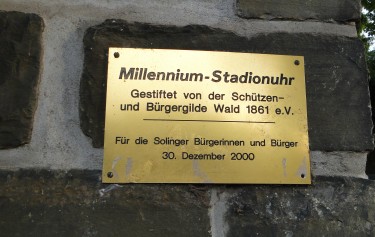 Millennium-Stadionuhr
Gestiftet von der Schützen-
und Bürgergilde Wald 1861 e.V.
Für die Solinger Bürgerinnen und Bürger
30. Dezember 2000